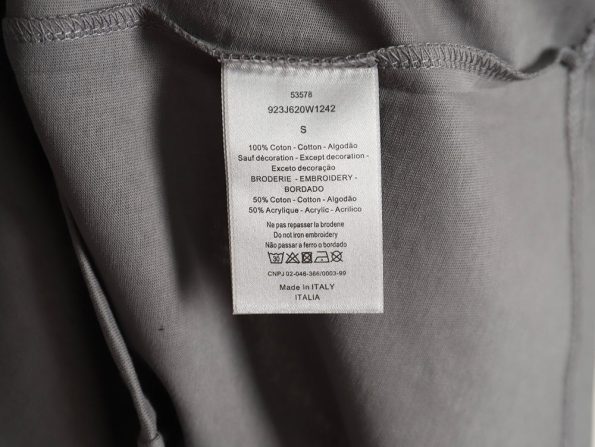 53578
923J620W1242
S
100% Coton - Cotton - Algodão
Sauf décoration - Except decoration -
Exceto decoração
BRODERIE - EMBROIDERY -
BORDADO
50% Coton - Cotton - Algodão
50% Acrylique - Acrylic - Acrílico
Ne pas repasser la brodene
Do not iron embroidery
Não passar a ferro o bordado
CNPJ 02-046-366/0003-99
Made in ITALY
ITALIA